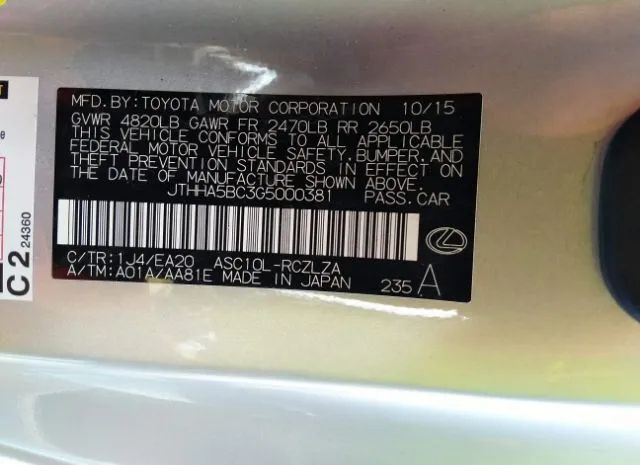 MFD.BY:TOYOTA MOTOR CORPORATION 10/15
GVWR 4820LB GAWR FR 2470LB RR 2650LB
THIS VEHICLE CONFORMS TO ALL APPLICABLE
FEDERAL MOTOR VEHICLE SAFETY,BUMPER,AND
THEFT PREVENTION STANDARDS IN EFFECT ON
THE DATE OF MANUFACTURE SHOWN ABOVE.
JTHHA5BC3G5000381 PASS.CAR
C/TR:1J4/EA20 ASC10L-RCZLZA
A/TM:A01A/AA81E MADE IN JAPAN 235 A
C2 24360